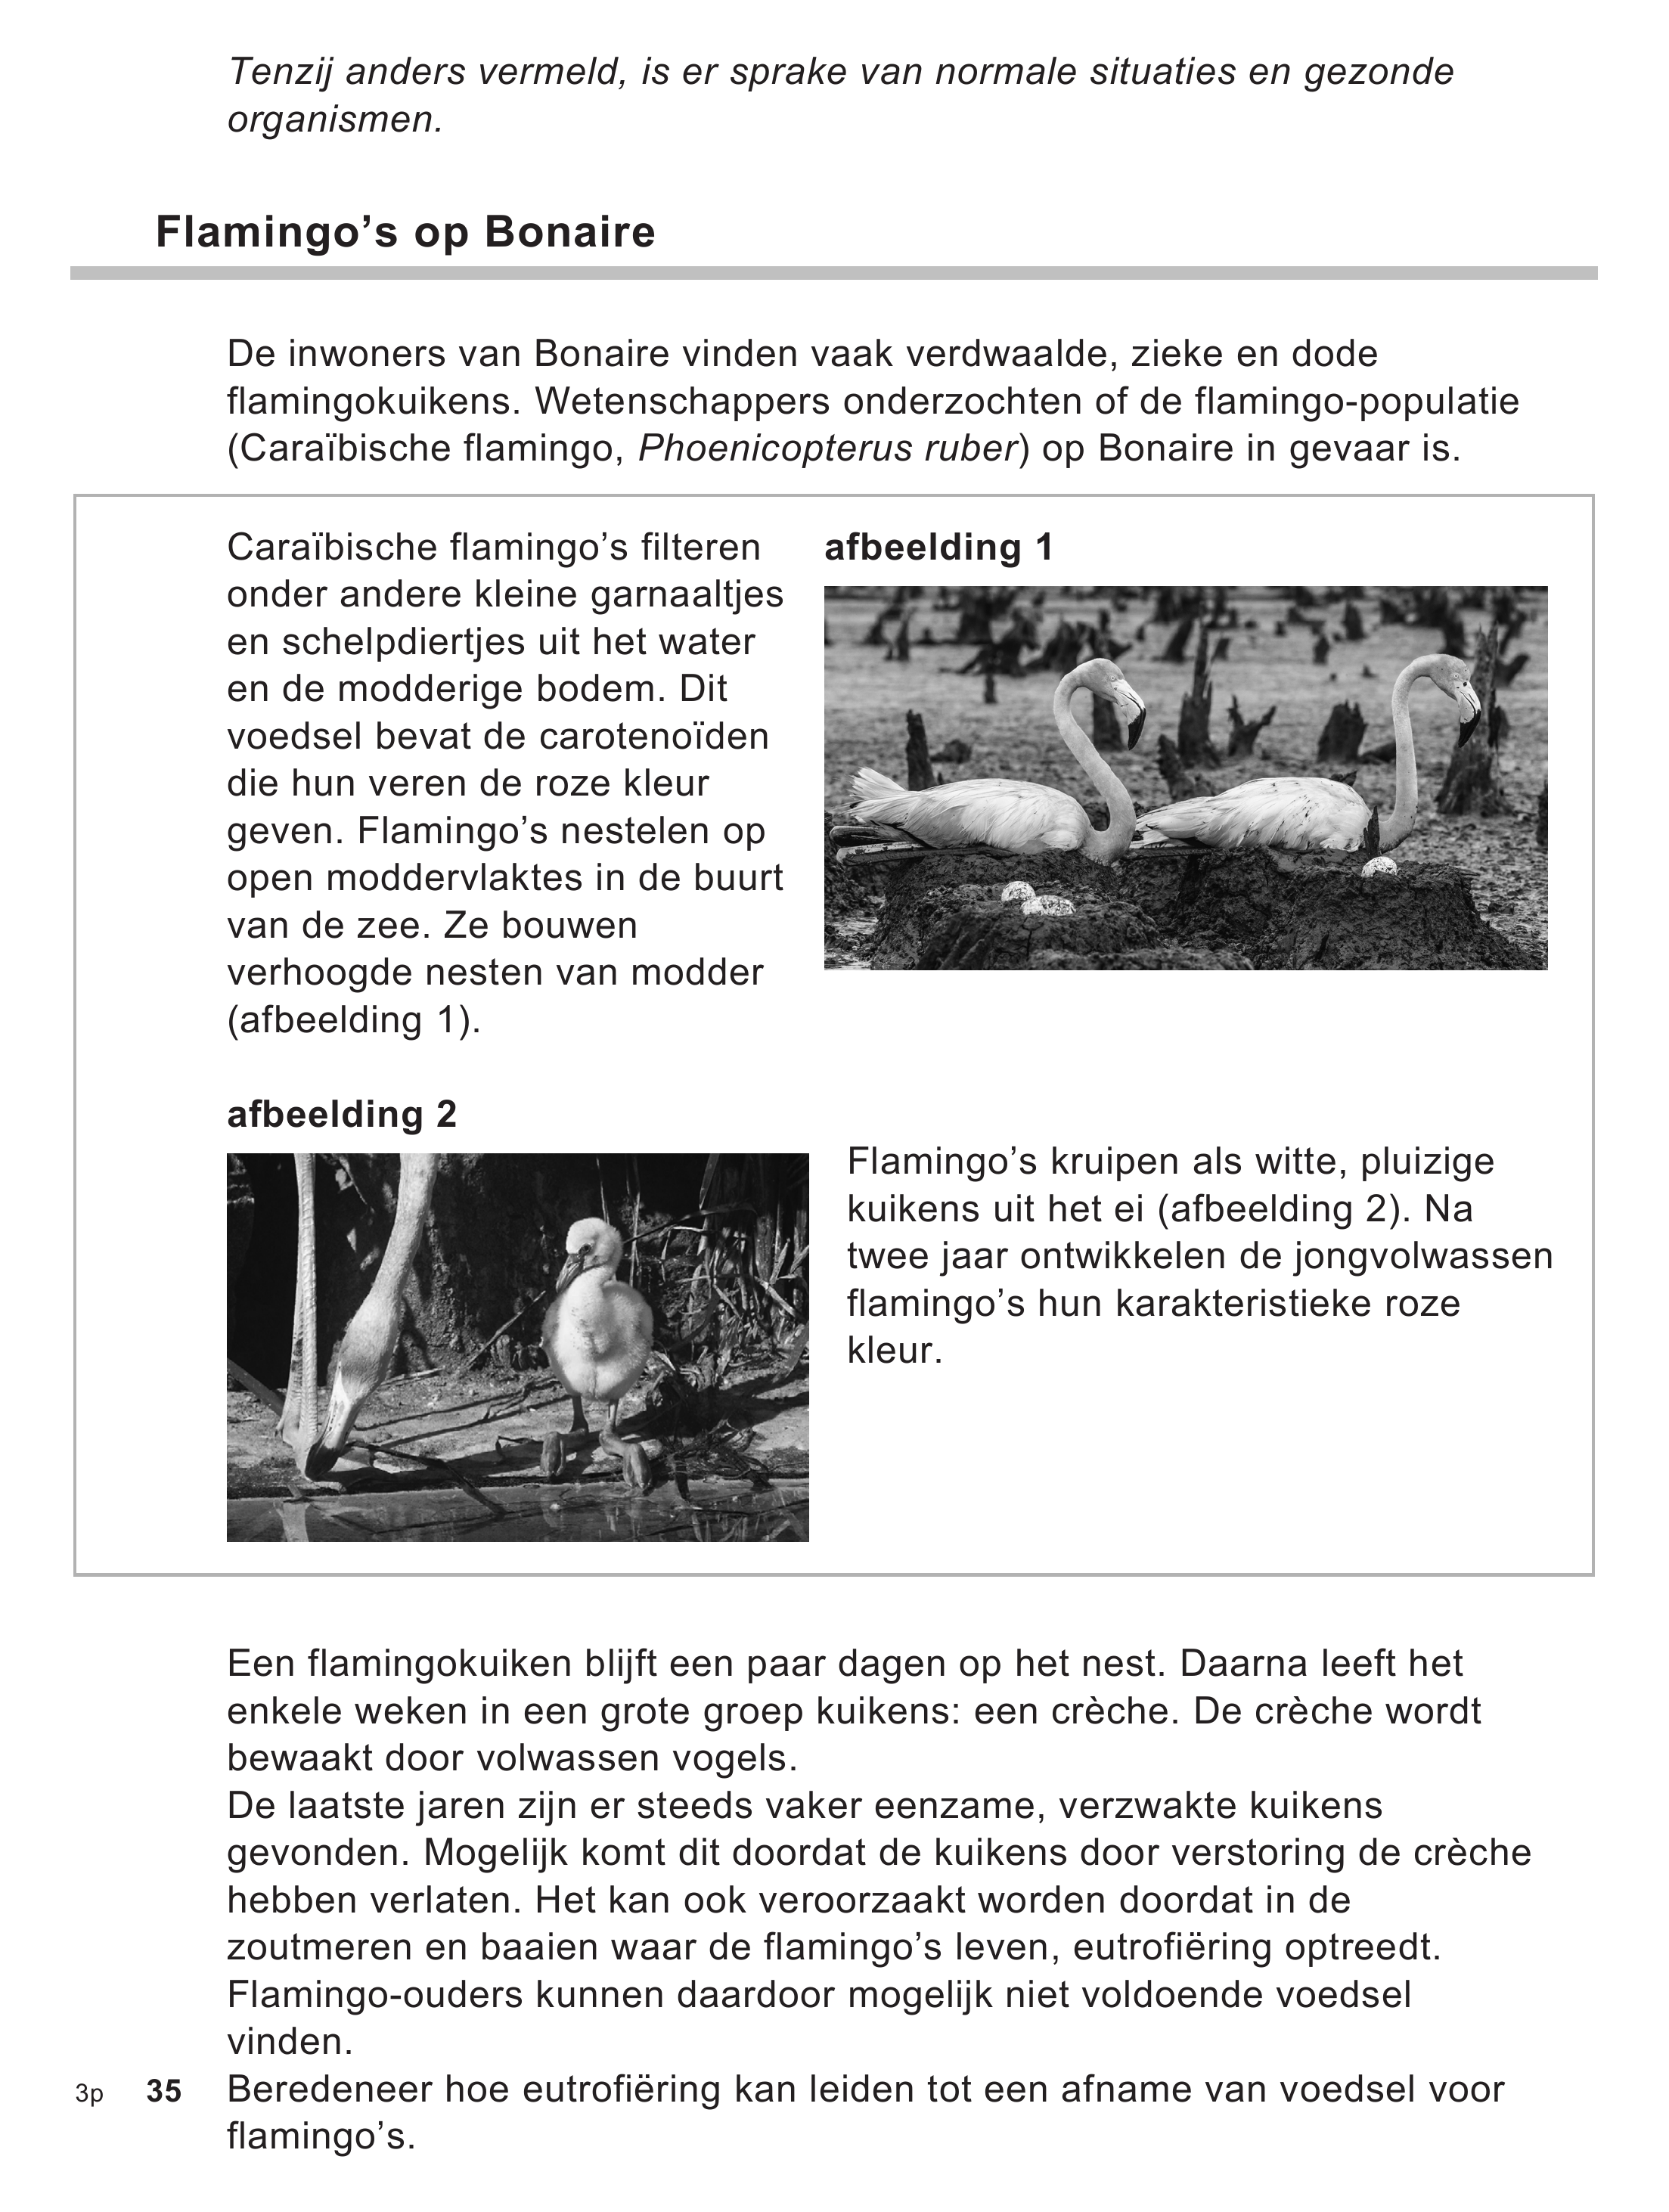 Tenzij anders vermeld, is er sprake van normale situaties en gezonde
organismen.
Flamingo’s op Bonaire
De inwoners van Bonaire vinden vaak verdwaalde, zieke en dode
flamingokuikens. Wetenschappers onderzochten of de flamingo-populatie
(Caraïbische flamingo, Phoenicopterus ruber) op Bonaire in gevaar is.
Caraïbische flamingo’s filteren
onder andere kleine garnaaltjes
en schelpdiertjes uit het water
en de modderige bodem. Dit
voedsel bevat de carotenoïden
die hun veren de roze kleur
geven. Flamingo’s nestelen op
open moddervlaktes in de buurt
van de zee. Ze bouwen
verhoogde nesten van modder
(afbeelding 1).
afbeelding 1
afbeelding 2
Flamingo’s kruipen als witte, pluizige
kuikens uit het ei (afbeelding 2). Na
twee jaar ontwikkelen de jongvolwassen
flamingo’s hun karakteristieke roze
kleur.
Een flamingokuiken blijft een paar dagen op het nest. Daarna leeft het
enkele weken in een grote groep kuikens: een crèche. De crèche wordt
bewaakt door volwassen vogels.
De laatste jaren zijn er steeds vaker eenzame, verzwakte kuikens
gevonden. Mogelijk komt dit doordat de kuikens door verstoring de crèche
hebben verlaten. Het kan ook veroorzaakt worden doordat in de
zoutmeren en baaien waar de flamingo’s leven, eutrofiëring optreedt.
Flamingo-ouders kunnen daardoor mogelijk niet voldoende voedsel
vinden.
3p 35 Beredeneer hoe eutrofiëring kan leiden tot een afname van voedsel voor
flamingo’s.